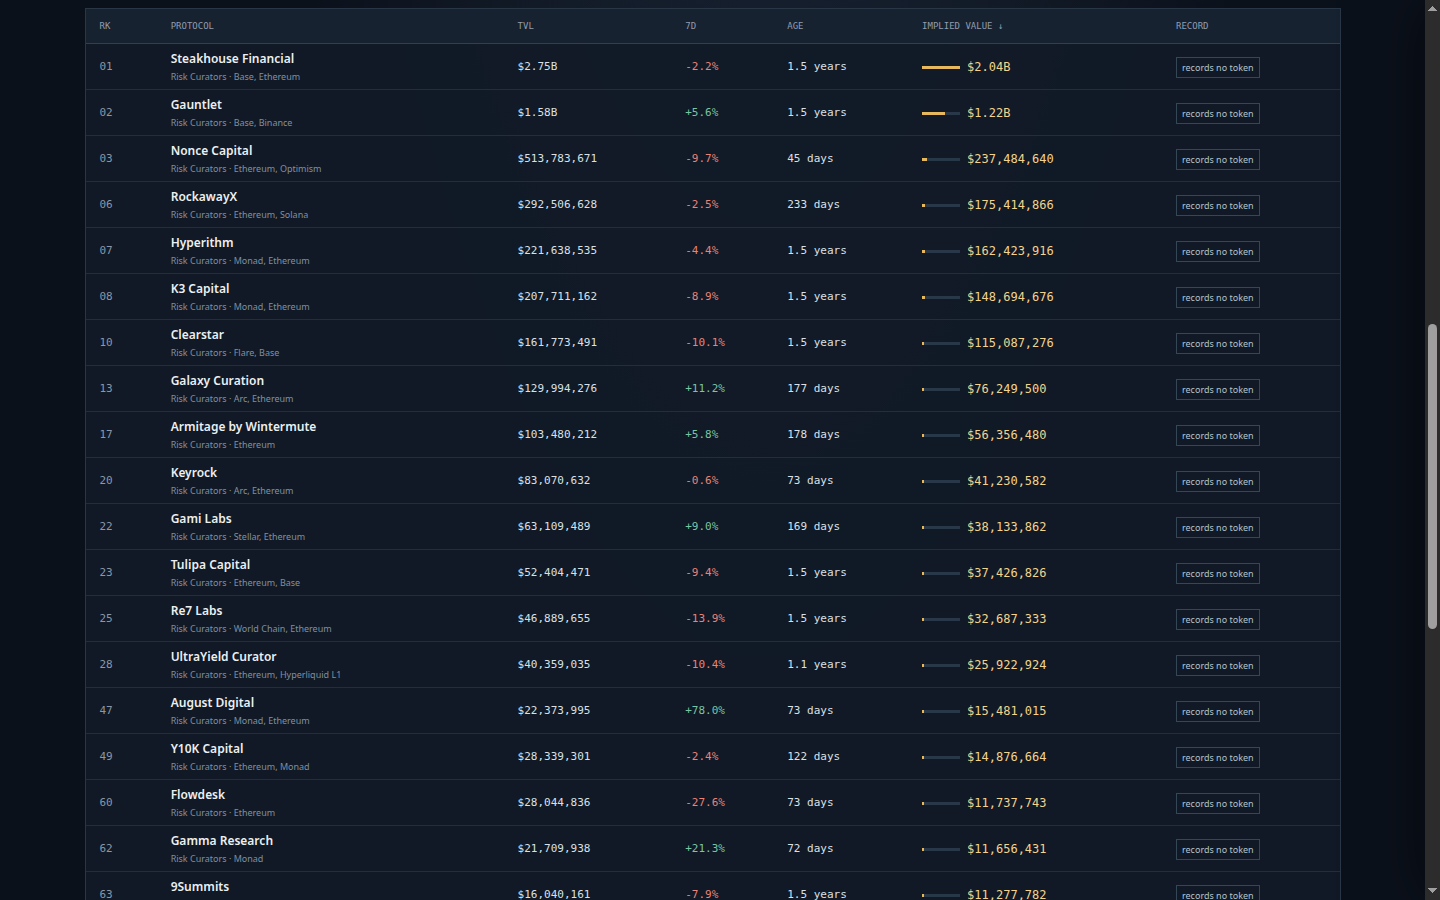 RK PROTOCOL TVL 7D AGE IMPLIED VALUE ↓ RECORD
01 Steakhouse Financial $2.75B -2.2% 1.5 years $2.04B records no token
Risk Curators · Base, Ethereum
02 Gauntlet $1.58B +5.6% 1.5 years $1.22B records no token
Risk Curators · Base, Binance
03 Nonce Capital $513,783,671 -9.7% 45 days $237,484,640 records no token
Risk Curators · Ethereum, Optimism
06 RockawayX $292,506,628 -2.5% 233 days $175,414,866 records no token
Risk Curators · Ethereum, Solana
07 Hyperithm $221,638,535 -4.4% 1.5 years $162,423,916 records no token
Risk Curators · Monad, Ethereum
08 K3 Capital $207,711,162 -8.9% 1.5 years $148,694,676 records no token
Risk Curators · Monad, Ethereum
10 Clearstar $161,773,491 -10.1% 1.5 years $115,087,276 records no token
Risk Curators · Flare, Base
13 Galaxy Curation $129,994,276 +11.2% 177 days $76,249,500 records no token
Risk Curators · Arc, Ethereum
17 Armitage by Wintermute $103,480,212 +5.8% 178 days $56,356,480 records no token
Risk Curators · Ethereum
20 Keyrock $83,070,632 -0.6% 73 days $41,230,582 records no token
Risk Curators · Arc, Ethereum
22 Gami Labs $63,109,489 +9.0% 169 days $38,133,862 records no token
Risk Curators · Stellar, Ethereum
23 Tulipa Capital $52,404,471 -9.4% 1.5 years $37,426,826 records no token
Risk Curators · Ethereum, Base
25 Re7 Labs $46,889,655 -13.9% 1.5 years $32,687,333 records no token
Risk Curators · World Chain, Ethereum
28 UltraYield Curator $40,359,035 -10.4% 1.1 years $25,922,924 records no token
Risk Curators · Ethereum, Hyperliquid L1
47 August Digital $22,373,995 +78.0% 73 days $15,481,015 records no token
Risk Curators · Monad, Ethereum
49 Y10K Capital $28,339,301 -2.4% 122 days $14,876,664 records no token
Risk Curators · Ethereum, Monad
60 Flowdesk $28,044,836 -27.6% 73 days $11,737,743 records no token
Risk Curators · Ethereum
62 Gamma Research $21,709,938 +21.3% 72 days $11,656,431 records no token
Risk Curators · Monad
63 9Summits $16,040,161 -7.9% 1.5 years $11,277,782 records no token